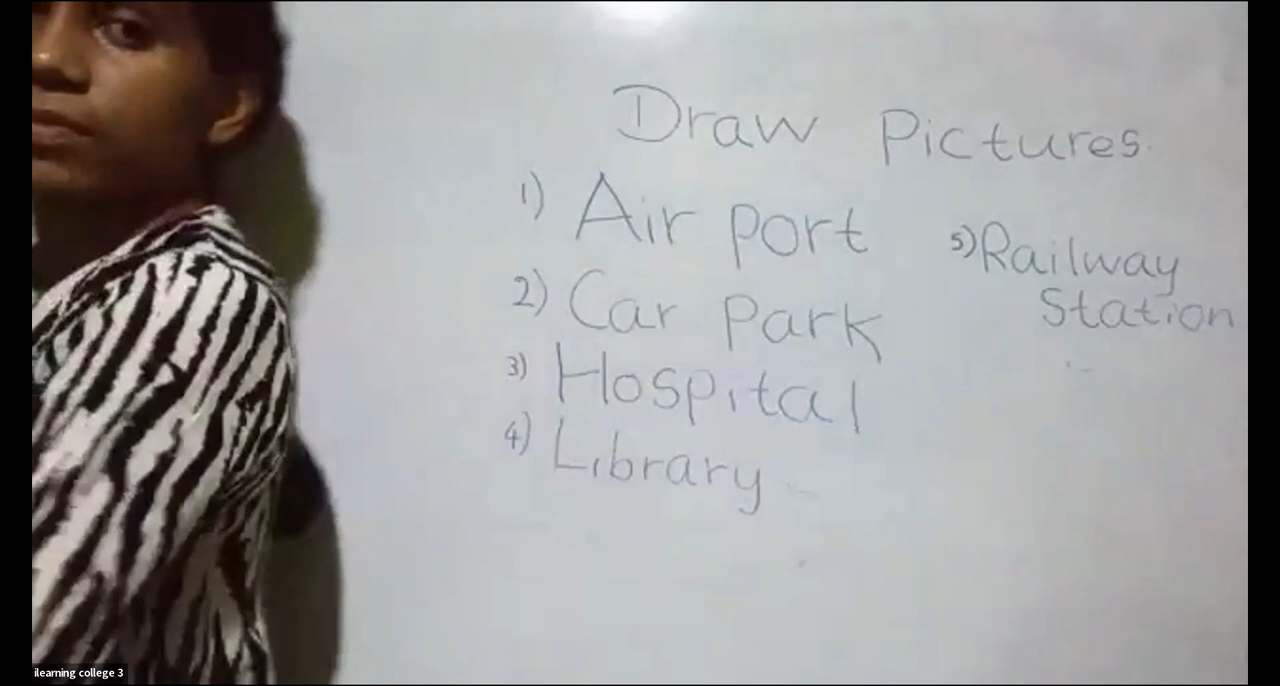 Draw Pictures.
1) Air port
2) Car Park
3) Hospital
4) Library
5) Railway
Station
ilearning college 3